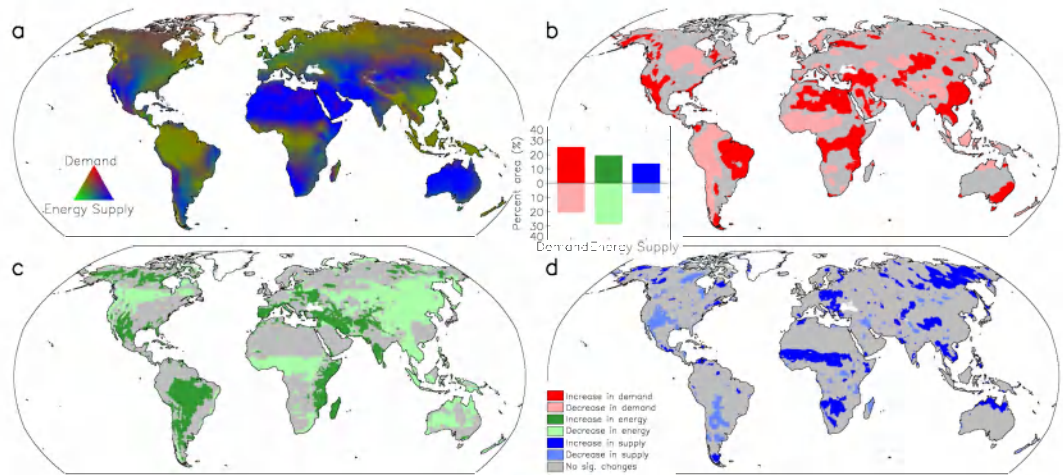 a
Demand
Energy Supply
b
40
30
20
10
0
10
20
30
40
Percent area (%)
Demand Energy Supply
c
d
Increase in demand
Decrease in demand
Increase in energy
Decrease in energy
Increase in supply
Decrease in supply
No sig. changes